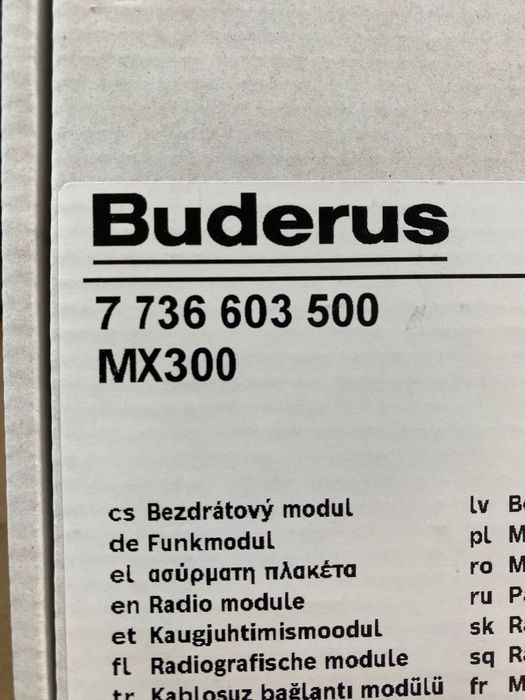 Buderus
7 736 603 500
MX300
cs Bezdrátový modul
de Funkmodul
el ασύρματη πλακέτα
en Radio module
et Kaugjuhtimismoodul
fl Radiografische module
tr Kablosuz bağlantı modülü
lv
pl
ro
ru
sk
sq
fr